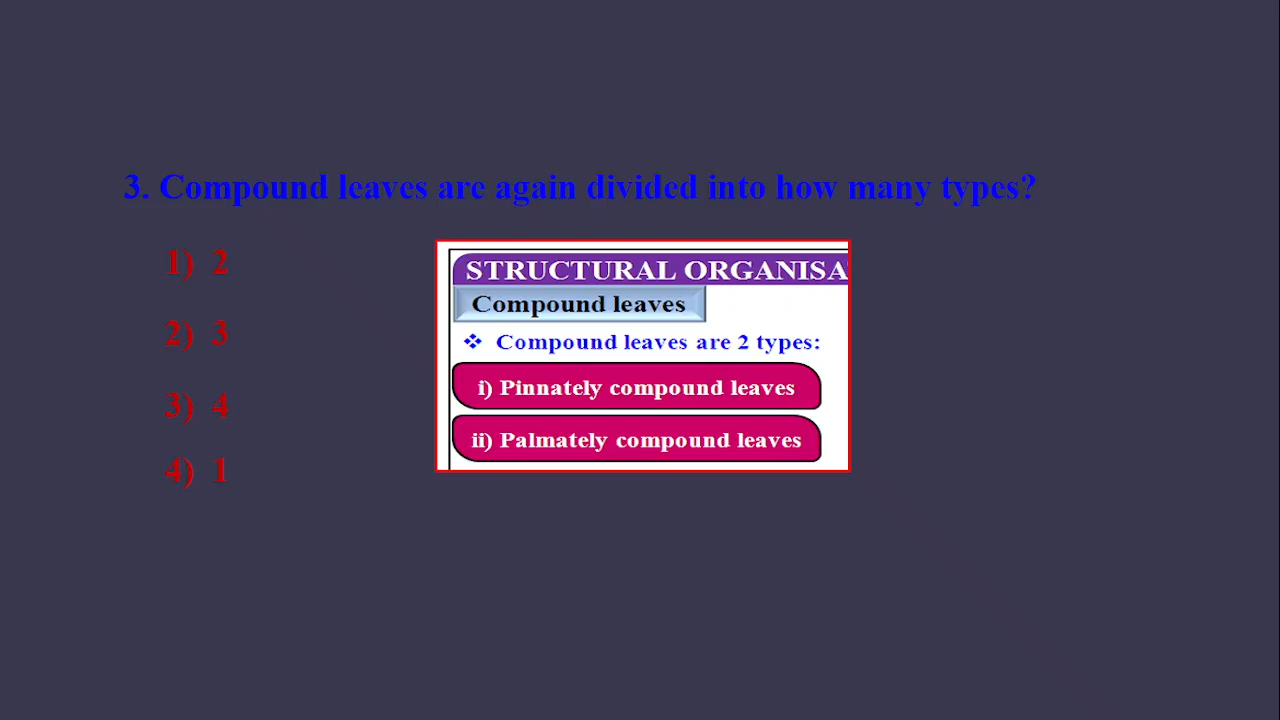 3. Compound leaves are again divided into how many types?
1) 2
2) 3
3) 4
4) 1
STRUCTURAL ORGANISA
Compound leaves
❖ Compound leaves are 2 types:
i) Pinnately compound leaves
ii) Palmately compound leaves